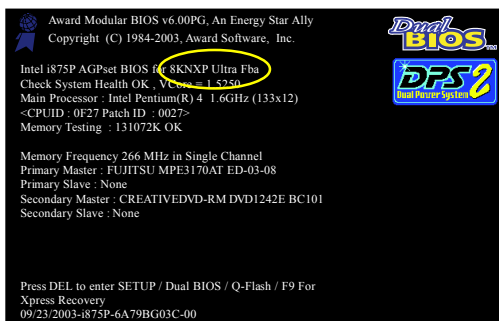 Award Modular BIOS v6.00PG, An Energy Star Ally
Copyright (C) 1984-2003, Award Software, Inc.
Dual
BIOS
TM
Intel i875P AGPset BIOS for 8KNXP Ultra Fba
Check System Health OK , VCore = 1.5250
Main Processor : Intel Pentium(R) 4 1.6GHz (133x12)
<CPUID : 0F27 Patch ID : 0027>
Memory Testing : 131072K OK
DPS2
Dual Power System
Memory Frequency 266 MHz in Single Channel
Primary Master : FUJITSU MPE3170AT ED-03-08
Primary Slave : None
Secondary Master : CREATIVEDVD-RM DVD1242E BC101
Secondary Slave : None
Press DEL to enter SETUP / Dual BIOS / Q-Flash / F9 For
Xpress Recovery
09/23/2003-i875P-6A79BG03C-00